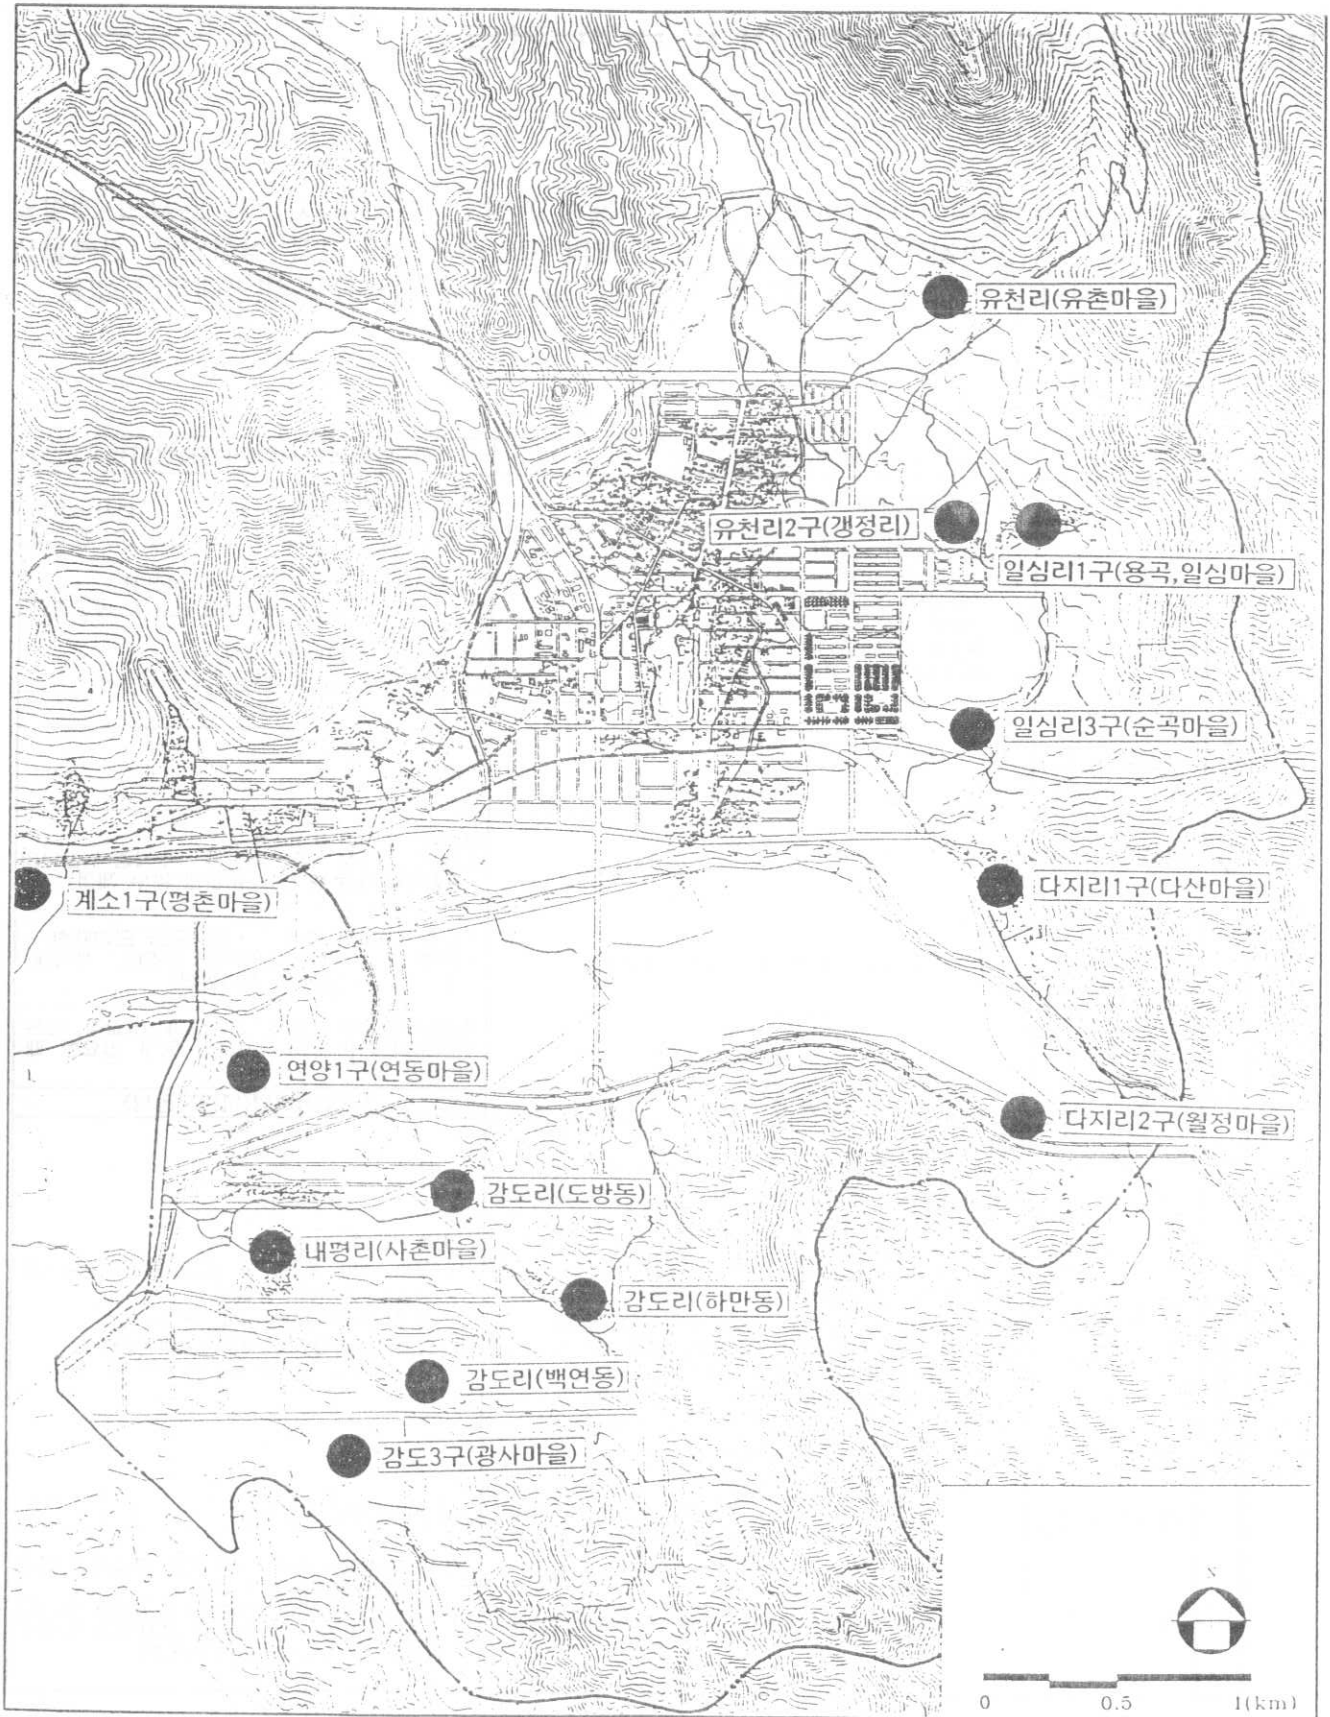 유천리(유촌마을)
유천리2구(갱정리)
일심리1구(용곡,일심마을)
일심리3구(순곡마을)
다지리1구(다산마을)
계소1구(평촌마을)
연양1구(연동마을)
다지리2구(월정마을)
감도리(도방동)
내평리(사촌마을)
감도리(하만동)
감도리(백연동)
감도3구(광사마을)
N
0 0.5 1(km)